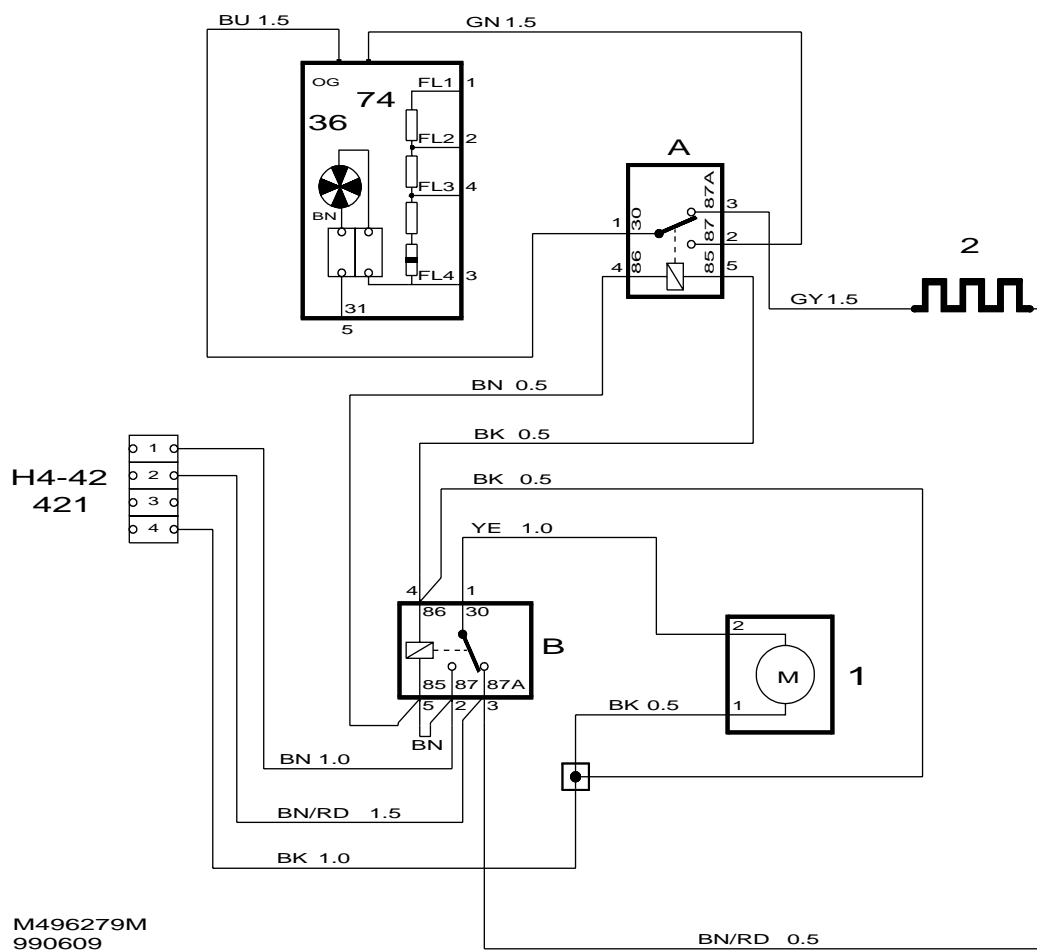 BU 1.5
GN 1.5
OG
74
36
BN
31
5
FL1 1
FL2 2
FL3 4
FL4 3
A
1
30
87A
3
87
2
4
86
85
5
2
GY 1.5
BN 0.5
BK 0.5
BK 0.5
YE 1.0
H4-42
421
1
2
3
4
4
1
86
30
B
85
87
87A
5
2
3
BN
2
M
1
1
BK 0.5
BN 1.0
BN/RD 1.5
BK 1.0
BN/RD 0.5
M496279M
990609